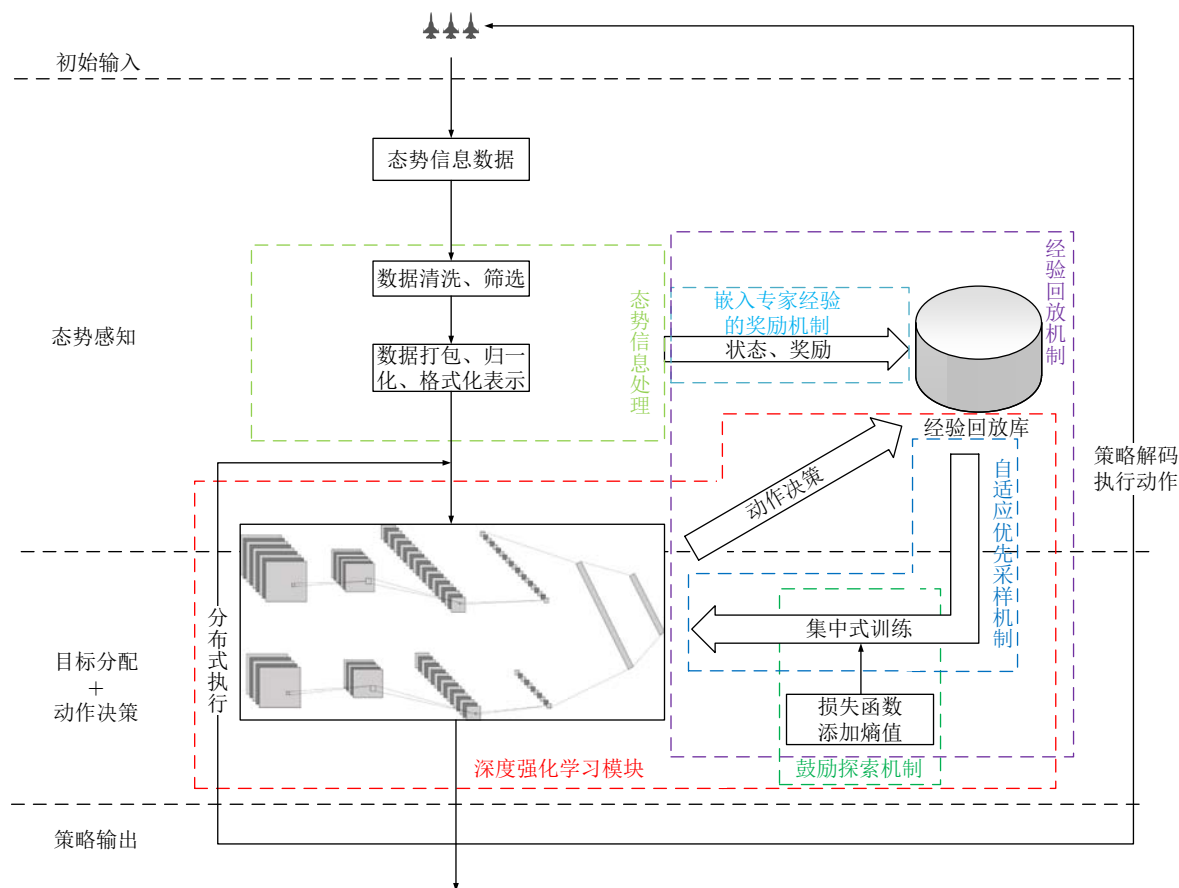 初始输入
态势信息数据
数据清洗、筛选
态势感知
数据打包、归一
化、格式化表示
态势信息处理
嵌入专家经验
的奖励机制
状态、奖励
经验回放机制
经验回放库
动作决策
自适应优先采样机制
策略解码
执行动作
分布式执行
集中式训练
目标分配
+
动作决策
损失函数
添加熵值
深度强化学习模块
鼓励探索机制
策略输出